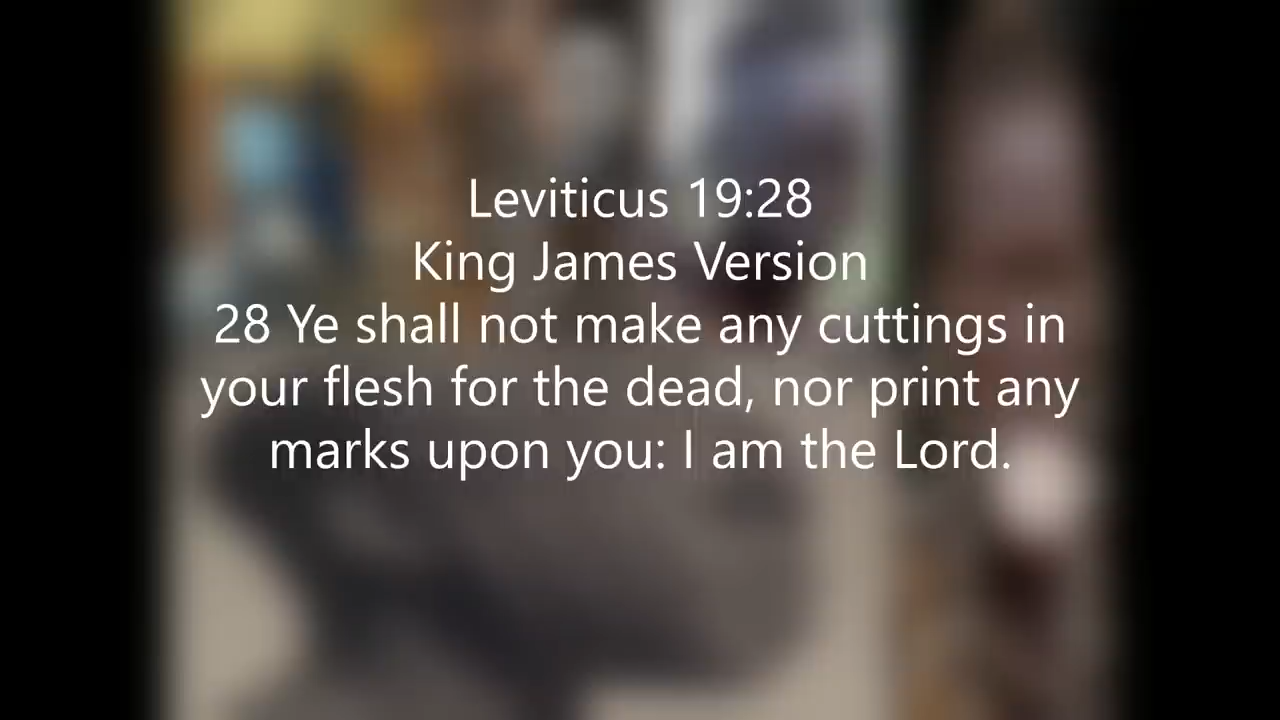 Leviticus 19:28
King James Version
28 Ye shall not make any cuttings in
your flesh for the dead, nor print any
marks upon you: I am the Lord.